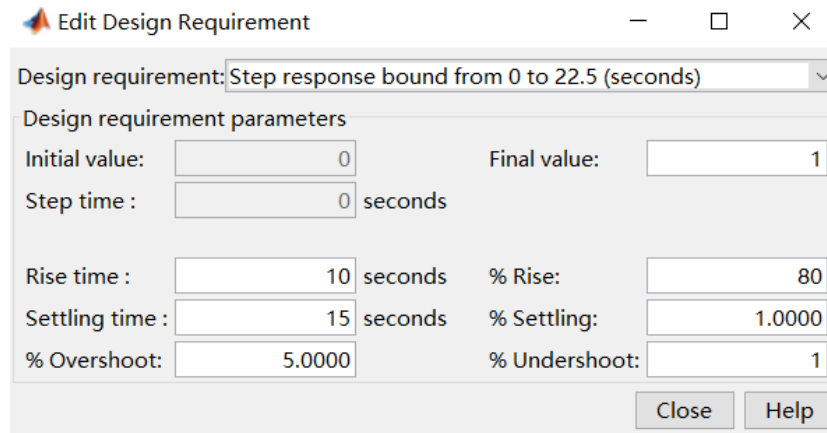 Edit Design Requirement
Design requirement: Step response bound from 0 to 22.5 (seconds)
Design requirement parameters
Initial value: 0 Final value: 1
Step time : 0 seconds
Rise time : 10 seconds % Rise: 80
Settling time : 15 seconds % Settling: 1.0000
% Overshoot: 5.0000 % Undershoot: 1
Close Help